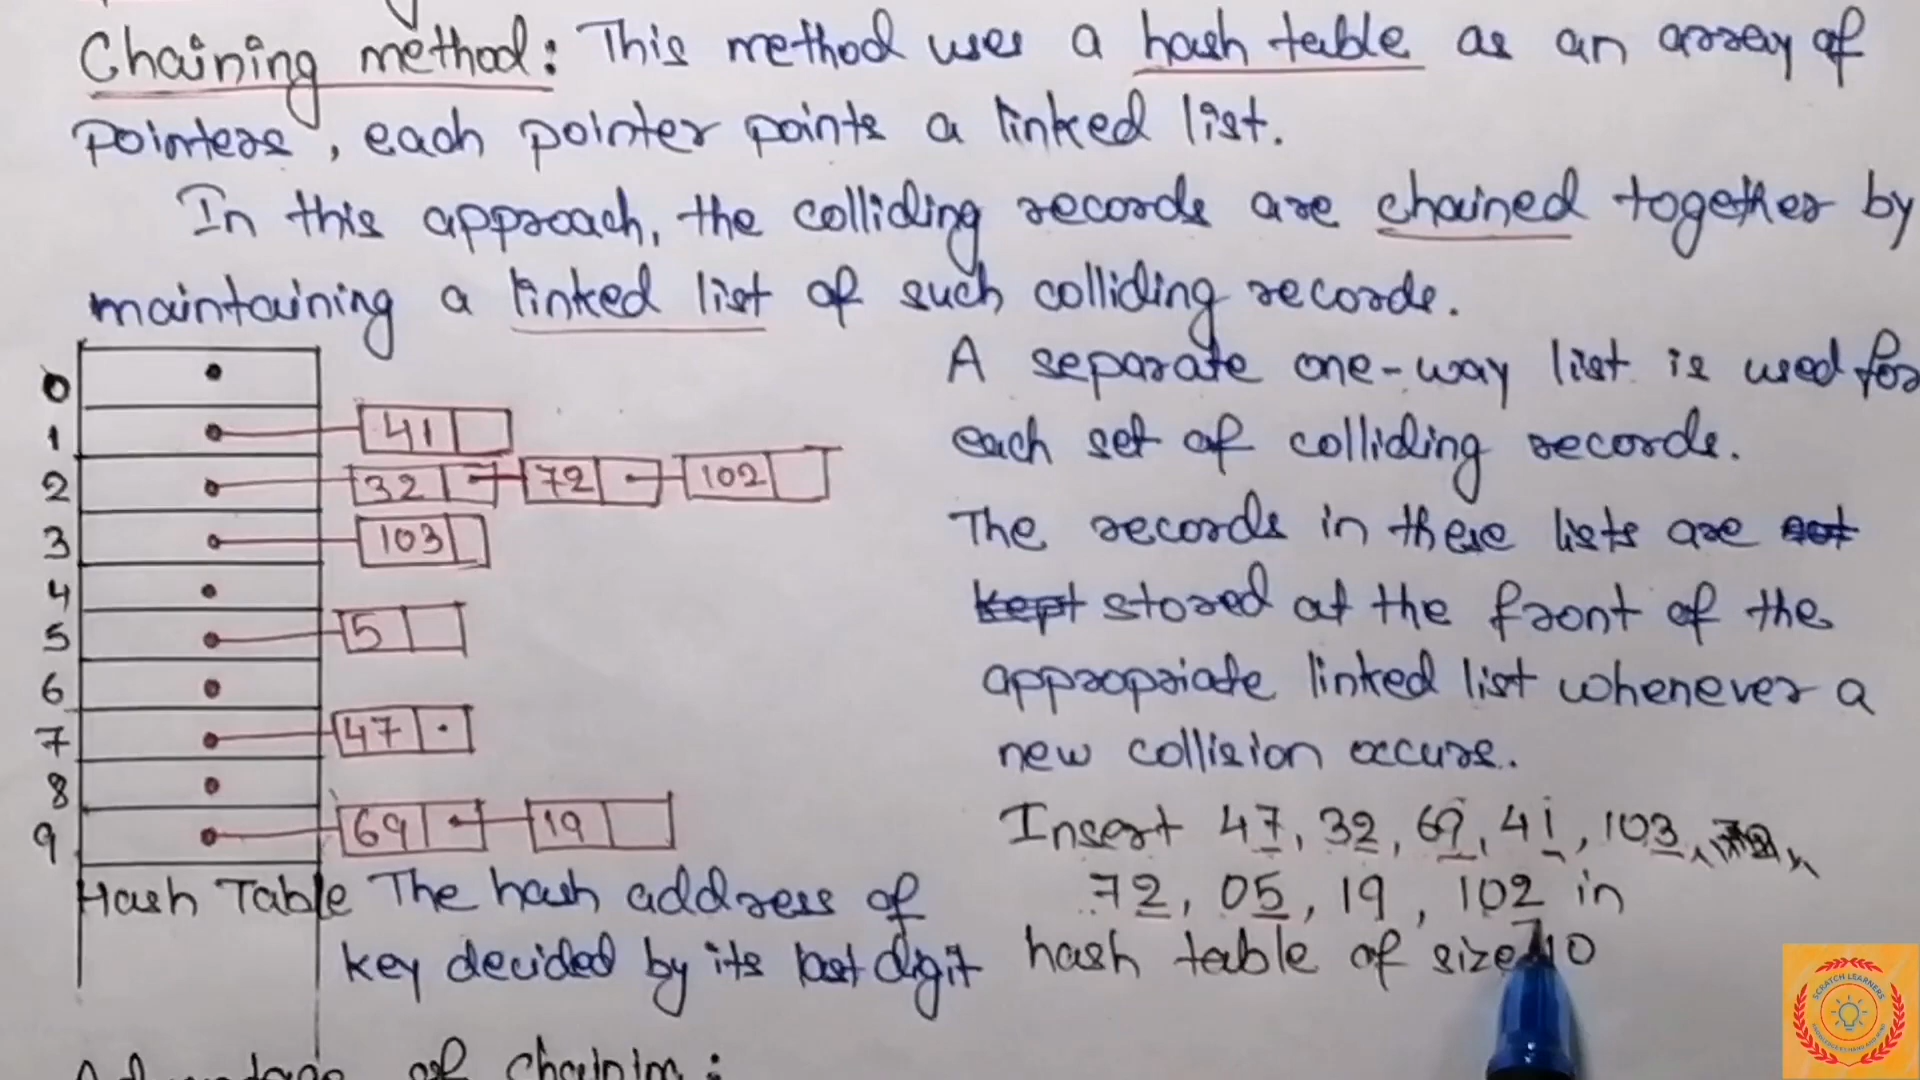 Chaining method: This method uses a hash table as an array of
pointers, each pointer points a linked list.
In this approach, the colliding records are chained together by
maintaining a linked list of such colliding records.
A separate one-way list is used for
each set of colliding records.
The records in these lists are not
kept stored at the front of the
appropriate linked list whenever a
new collision occurs.
Insert 47, 32, 69, 41, 103,
72, 05, 19, 102 in
hash table of size 10
0
1 41
2 32 72 102
3 103
4
5 5
6
7 47
8
9 69 19
Hash Table The hash address of
key decided by its last digit
of chaining:
SCRATCH LEARNERS